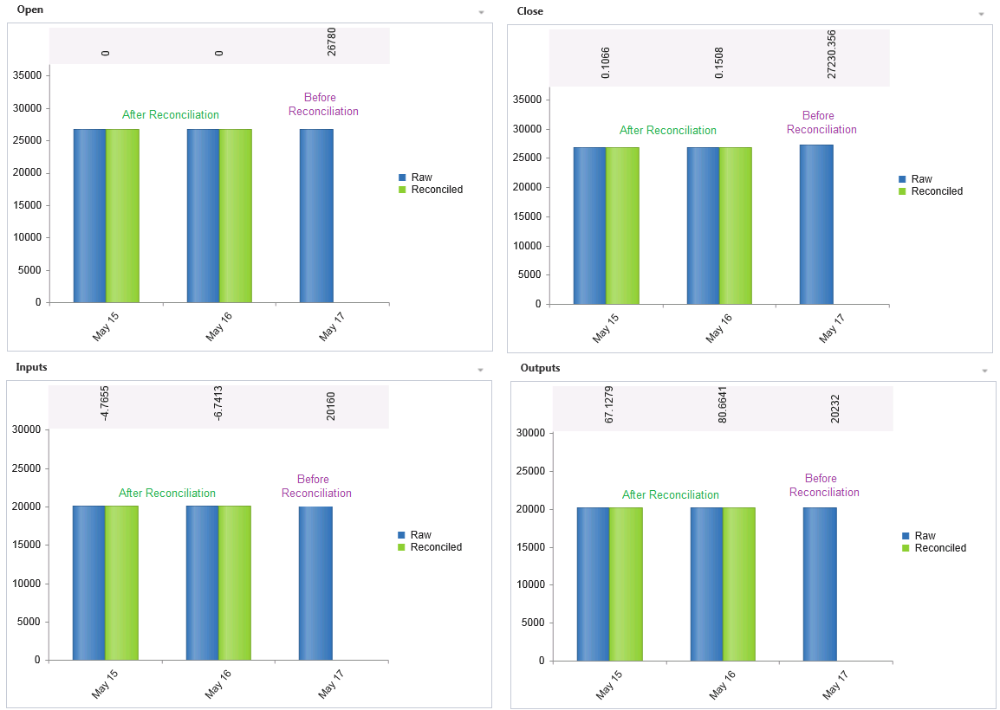 Open
0
0
26780
35000
30000
25000
20000
15000
10000
5000
0
After Reconciliation
Before
Reconciliation
Raw
Reconciled
May 15
May 16
May 17
Close
0.1066
0.1508
27230.356
35000
30000
25000
20000
15000
10000
5000
0
After Reconciliation
Before
Reconciliation
Raw
Reconciled
May 15
May 16
May 17
Inputs
-4.7655
-6.7413
20160
30000
25000
20000
15000
10000
5000
0
After Reconciliation
Before
Reconciliation
Raw
Reconciled
May 15
May 16
May 17
Outputs
67.1279
80.6641
20232
30000
25000
20000
15000
10000
5000
0
After Reconciliation
Before
Reconciliation
Raw
Reconciled
May 15
May 16
May 17